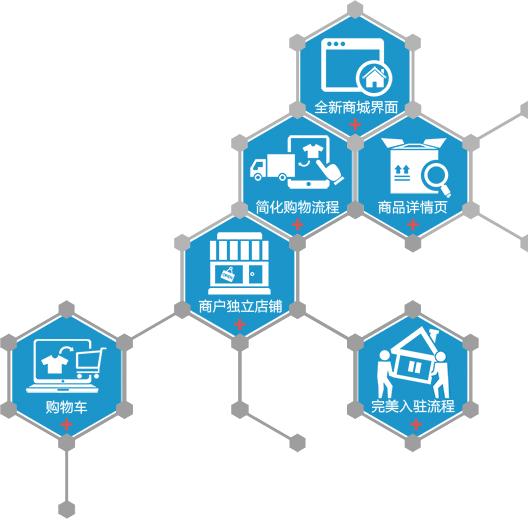 全新商城界面
简化购物流程
商品详情页
商户独立店铺
购物车
完美入驻流程